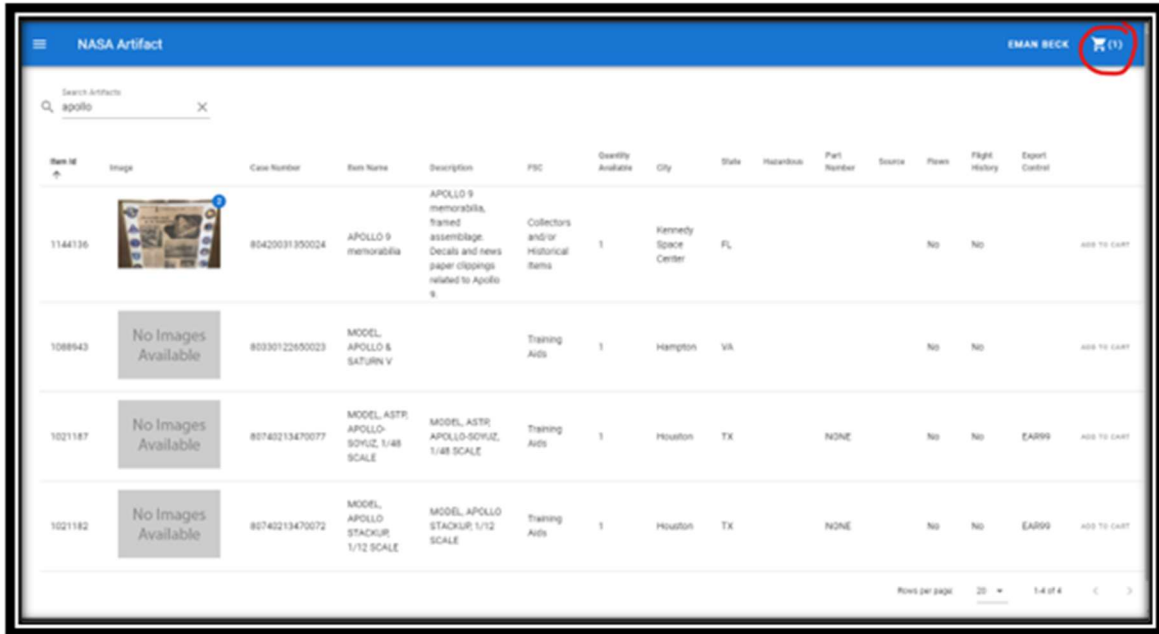 NASA Artifact
EMAN BECK
(1)
Search Artifacts
apollo
Item Id
Image
Case Number
Item Name
Description
FSC
Quantity
Available
City
State
Hazardous
Part
Number
Source
Flown
Flight
History
Export
Control
1144136
2
80420031350024
APOLLO 9
memorabilia
APOLLO 9
memorabilia,
framed
assemblage.
Decals and news
paper clippings
related to Apollo
9.
Collectors
and/or
Historical
Items
1
Kennedy
Space
Center
FL
No
No
ADD TO CART
1088643
No Images
Available
80330122650023
MODEL,
APOLLO &
SATURN V
Training
Aids
1
Hampton
VA
No
No
ADD TO CART
1021187
No Images
Available
80740213470077
MODEL, ASTP,
APOLLO-
SOYUZ, 1/48
SCALE
MODEL, ASTP,
APOLLO-SOYUZ,
1/48 SCALE
Training
Aids
1
Houston
TX
NONE
No
No
EAR99
ADD TO CART
1021182
No Images
Available
80740213470072
MODEL,
APOLLO
STACKUP,
1/12 SCALE
MODEL, APOLLO
STACKUP, 1/12
SCALE
Training
Aids
1
Houston
TX
NONE
No
No
EAR99
ADD TO CART
Rows per page:
20
1-4 of 4